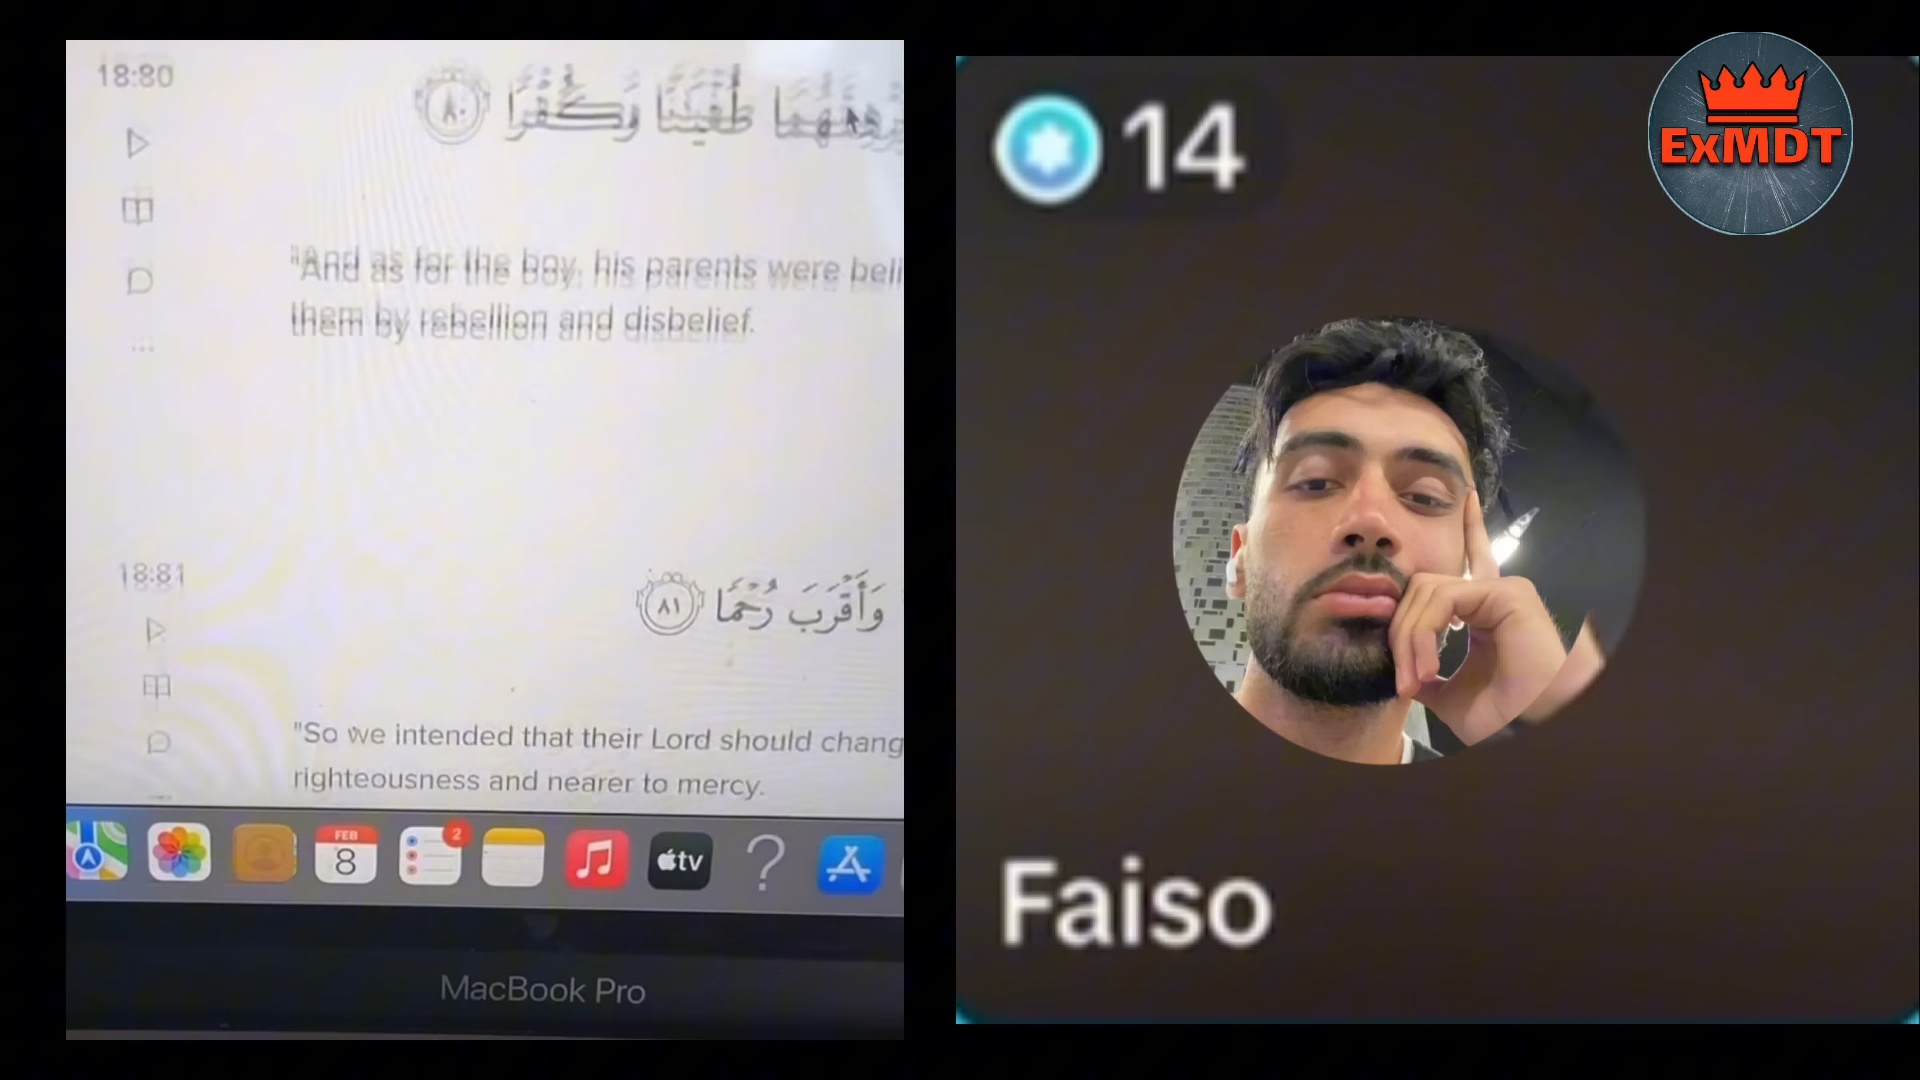 18:80
طُغْيَـٰنًا وَكُفْرًا ٨٠
"And as for the boy, his parents were beli
them by rebellion and disbelief.
18:81
وَأَقْرَبَ رُحْمًا ٨١
"So we intended that their Lord should chang
righteousness and nearer to mercy.
FEB
8
2
tv
?
MacBook Pro
14
Faiso
ExMDT